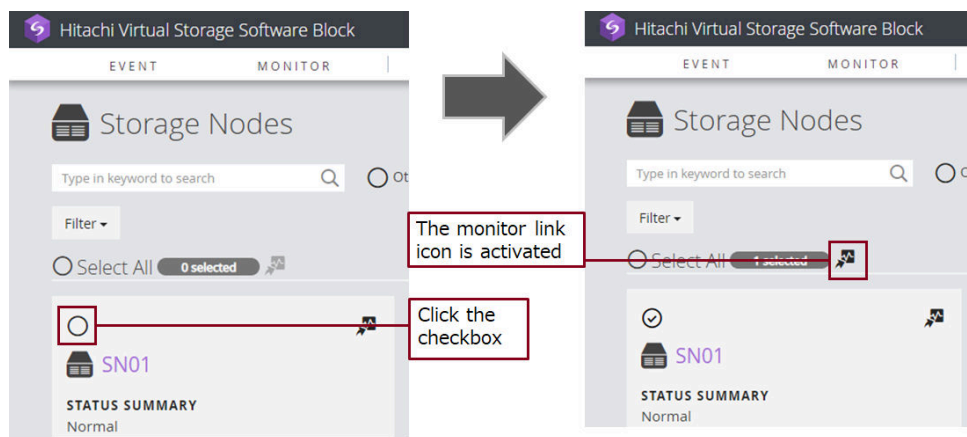 Hitachi Virtual Storage Software Block
EVENT MONITOR
Storage Nodes
Type in keyword to search
Filter
Select All 0 selected
SN01
STATUS SUMMARY
Normal
The monitor link
icon is activated
Click the
checkbox
Hitachi Virtual Storage Software Block
EVENT MONITOR
Storage Nodes
Type in keyword to search
Filter
Select All 1 selected
SN01
STATUS SUMMARY
Normal